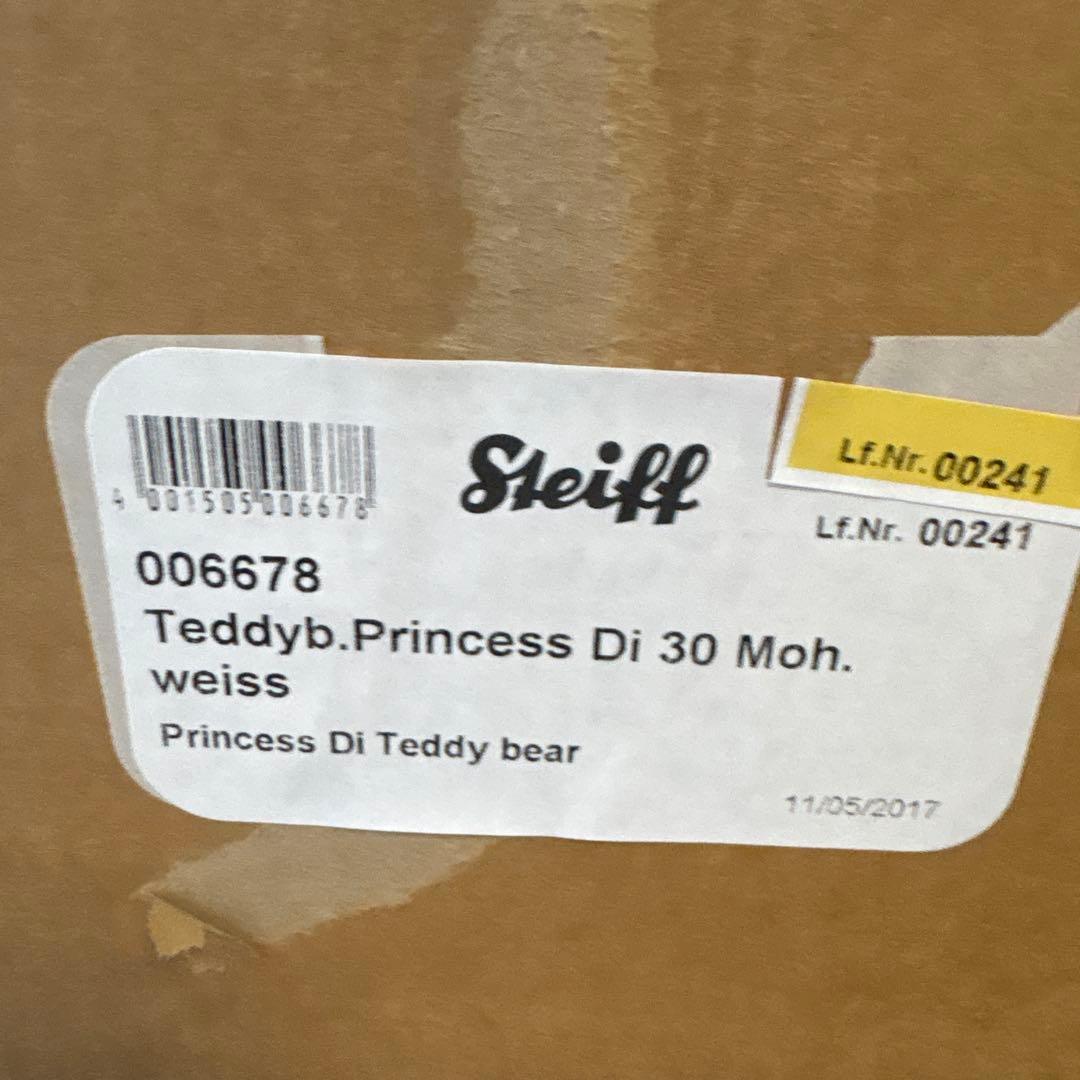 4 001505 006678
Steiff
Lf.Nr. 00241
Lf.Nr. 00241
006678
Teddyb.Princess Di 30 Moh.
weiss
Princess Di Teddy bear
11/05/2017